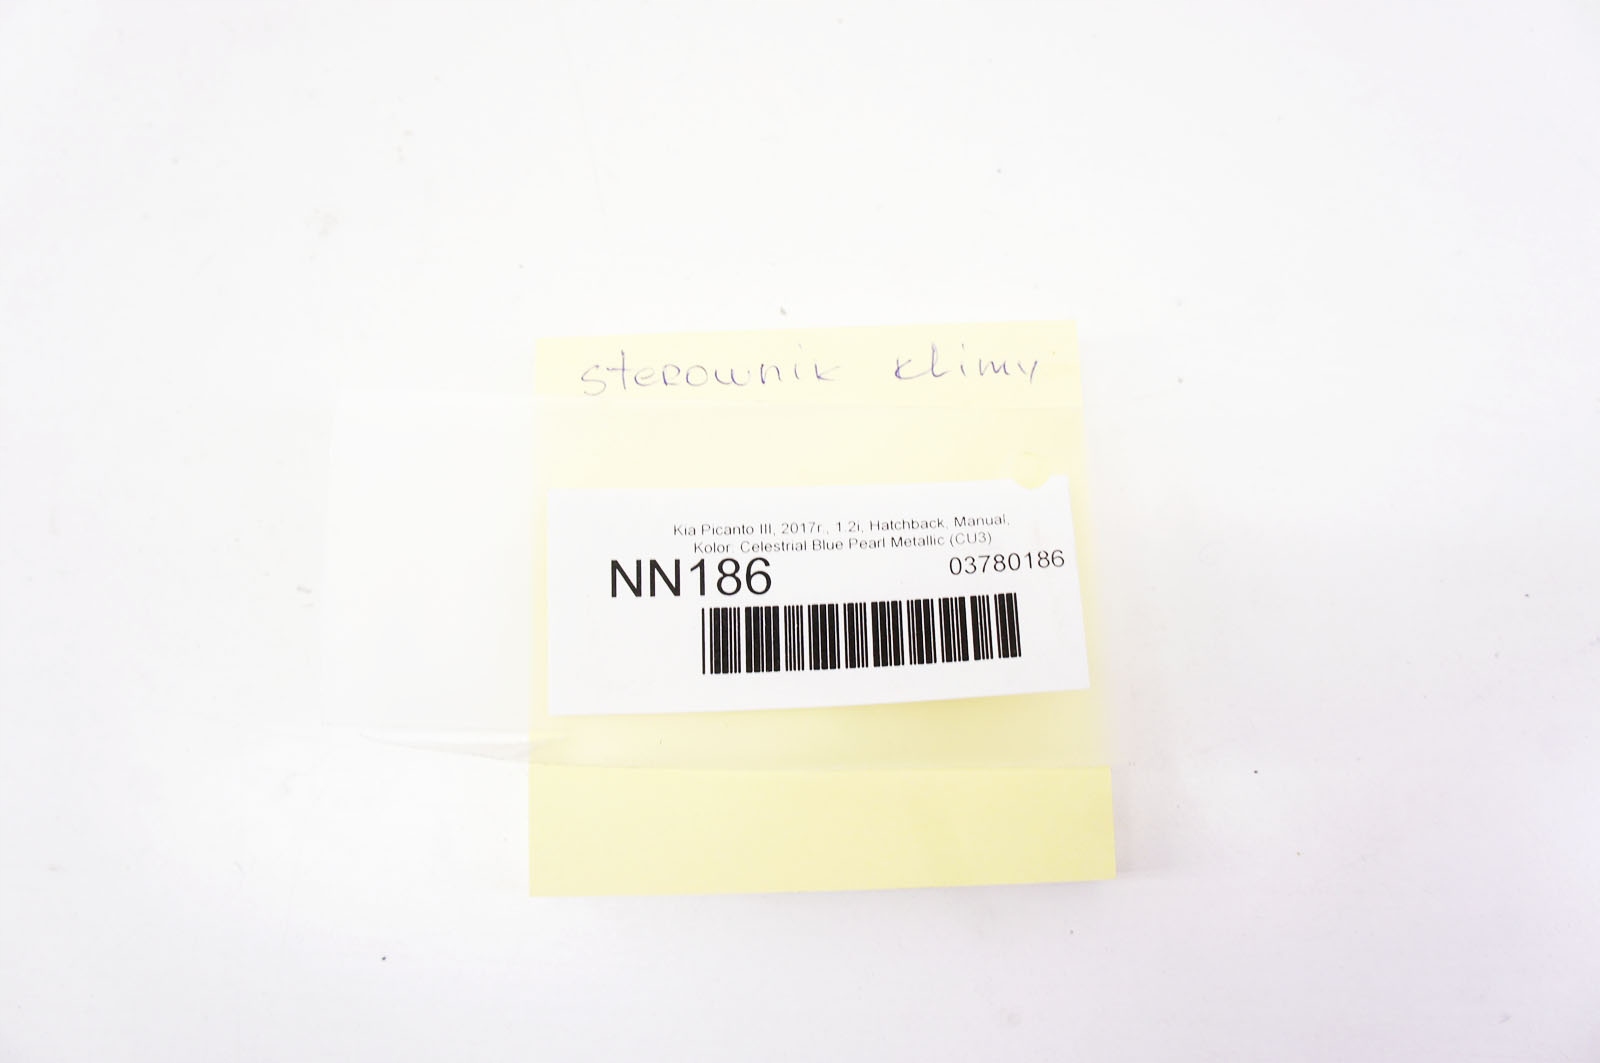 sterownik klimy
Kia Picanto III, 2017r., 1.2i, Hatchback, Manual,
Kolor: Celestrial Blue Pearl Metallic (CU3)
NN186
03780186